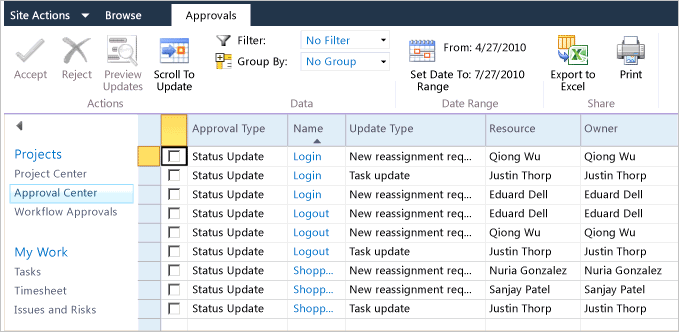 Site Actions Browse Approvals
Filter: No Filter From: 4/27/2010
Group By: No Group
Accept Reject Preview Updates Scroll To Update Set Date To: 7/27/2010 Range Export to Excel Print
Actions Data Date Range Share
Approval Type Name Update Type Resource Owner
Projects Status Update Login New reassignment req... Qiong Wu Qiong Wu
Project Center Status Update Login Task update Justin Thorp Justin Thorp
Approval Center Status Update Login New reassignment req... Eduard Dell Eduard Dell
Workflow Approvals Status Update Logout New reassignment req... Eduard Dell Eduard Dell
Status Update Logout New reassignment req... Qiong Wu Qiong Wu
My Work Status Update Logout Task update Justin Thorp Justin Thorp
Tasks Status Update Shopp... New reassignment req... Nuria Gonzalez Nuria Gonzalez
Timesheet Status Update Shopp... New reassignment req... Sanjay Patel Sanjay Patel
Issues and Risks Status Update Shopp... Task update Justin Thorp Justin Thorp